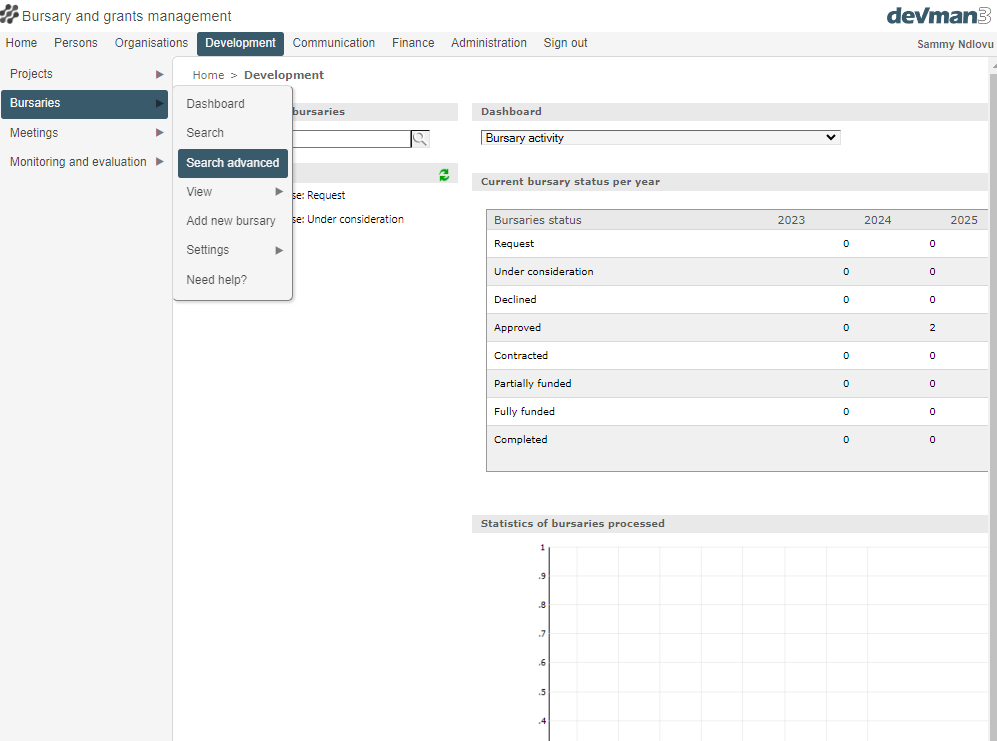 Bursary and grants management
devman3
Home Persons Organisations Development Communication Finance Administration Sign out
Sammy Ndlovu
Projects
Bursaries
Meetings
Monitoring and evaluation
Home > Development
Dashboard
Search
Search advanced
View
Add new bursary
Settings
Need help?
bursaries
se: Request
se: Under consideration
Dashboard
Bursary activity
Current bursary status per year
Bursaries status 2023 2024 2025
Request 0 0
Under consideration 0 0
Declined 0 0
Approved 0 2
Contracted 0 0
Partially funded 0 0
Fully funded 0 0
Completed 0 0
Statistics of bursaries processed
1
.9
.8
.7
.6
.5
.4